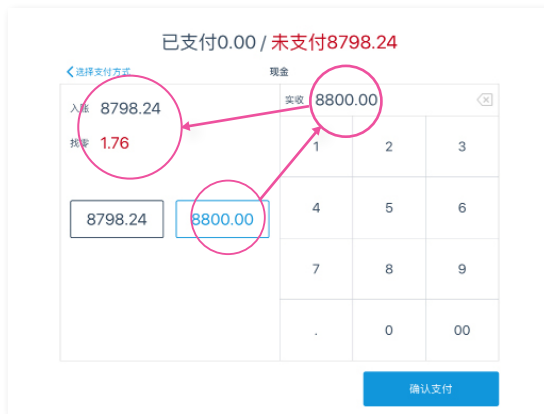 已支付0.00 / 未支付8798.24
选择支付方式
现金
入账 8798.24
找零 1.76
8798.24
8800.00
实收 8800.00
1 2 3
4 5 6
7 8 9
. 0 00
确认支付